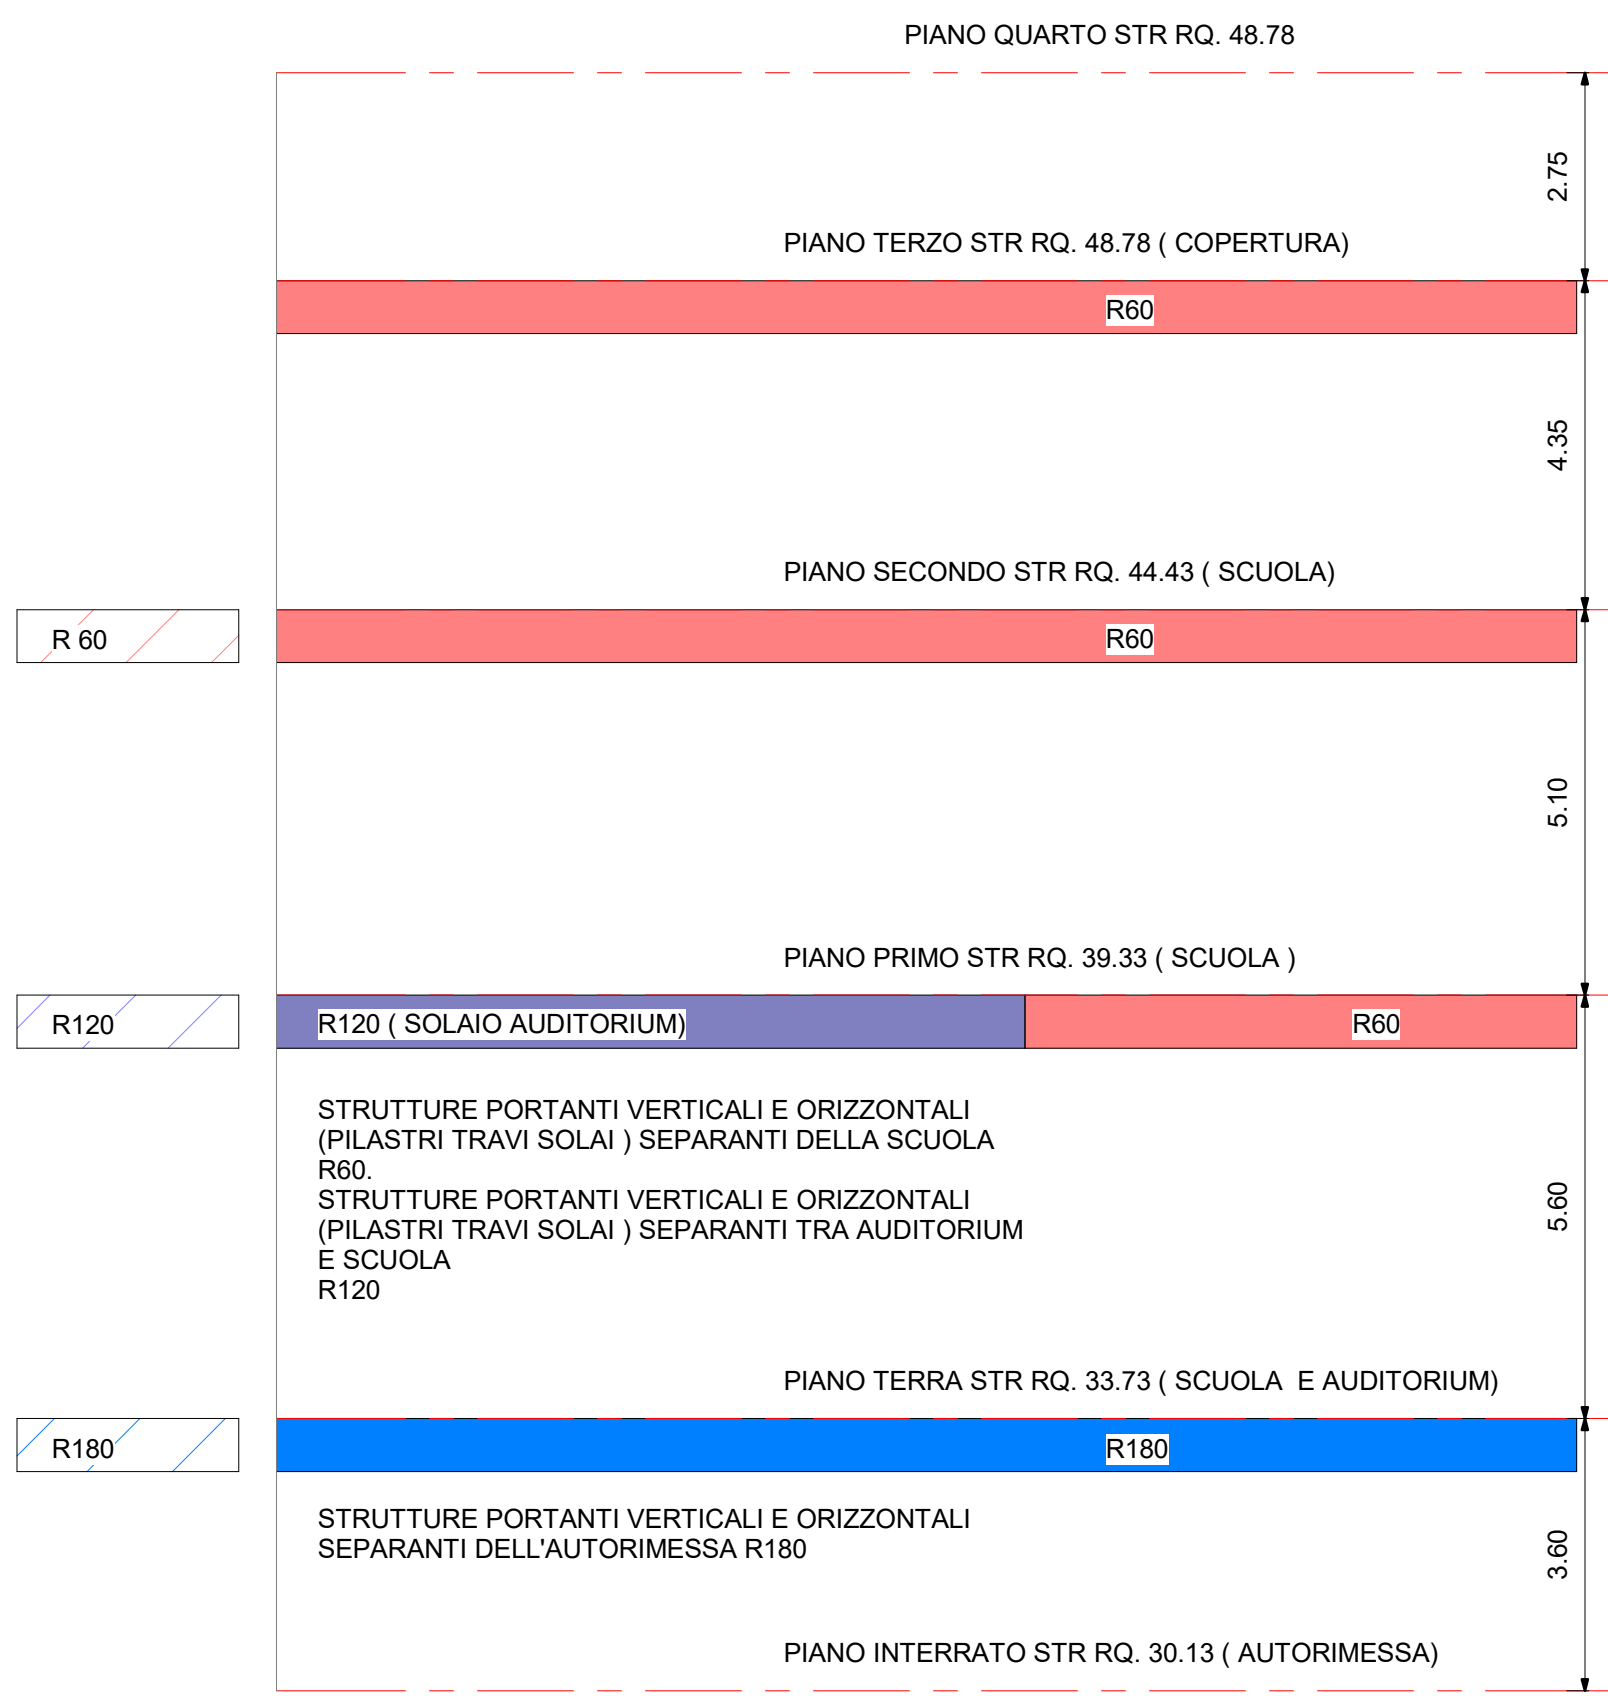 PIANO QUARTO STR RQ. 48.78
2.75
PIANO TERZO STR RQ. 48.78 ( COPERTURA)
R60
4.35
PIANO SECONDO STR RQ. 44.43 ( SCUOLA)
R 60
R60
5.10
PIANO PRIMO STR RQ. 39.33 ( SCUOLA )
R120
R120 ( SOLAIO AUDITORIUM)
R60
STRUTTURE PORTANTI VERTICALI E ORIZZONTALI
(PILASTRI TRAVI SOLAI ) SEPARANTI DELLA SCUOLA
R60.
STRUTTURE PORTANTI VERTICALI E ORIZZONTALI
(PILASTRI TRAVI SOLAI ) SEPARANTI TRA AUDITORIUM
E SCUOLA
R120
5.60
PIANO TERRA STR RQ. 33.73 ( SCUOLA  E AUDITORIUM)
R180
R180
STRUTTURE PORTANTI VERTICALI E ORIZZONTALI
SEPARANTI DELL'AUTORIMESSA R180
3.60
PIANO INTERRATO STR RQ. 30.13 ( AUTORIMESSA)